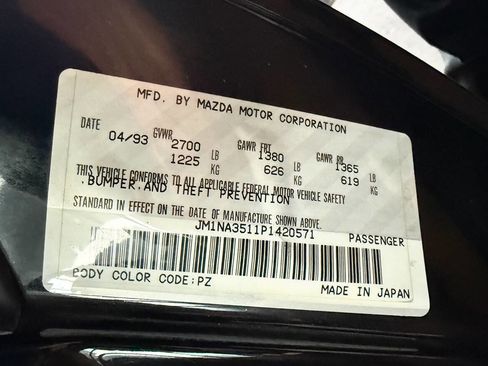 MFD. BY MAZDA MOTOR CORPORATION
DATE 04/93 GVWR 2700 LB GAWR FRT 1380 LB GAWR RR 1365 LB
1225 KG 626 KG 619 KG
THIS VEHICLE CONFORMS TO ALL APPLICABLE FEDERAL MOTOR VEHICLE SAFETY
.BUMPER.AND THEFT PREVENTION
STANDARD IN EFFECT ON THE DATE OF MANUFACTURE SHOWN ABOVE.
JM1NA3511P1420571 PASSENGER
BODY COLOR CODE:PZ MADE IN JAPAN